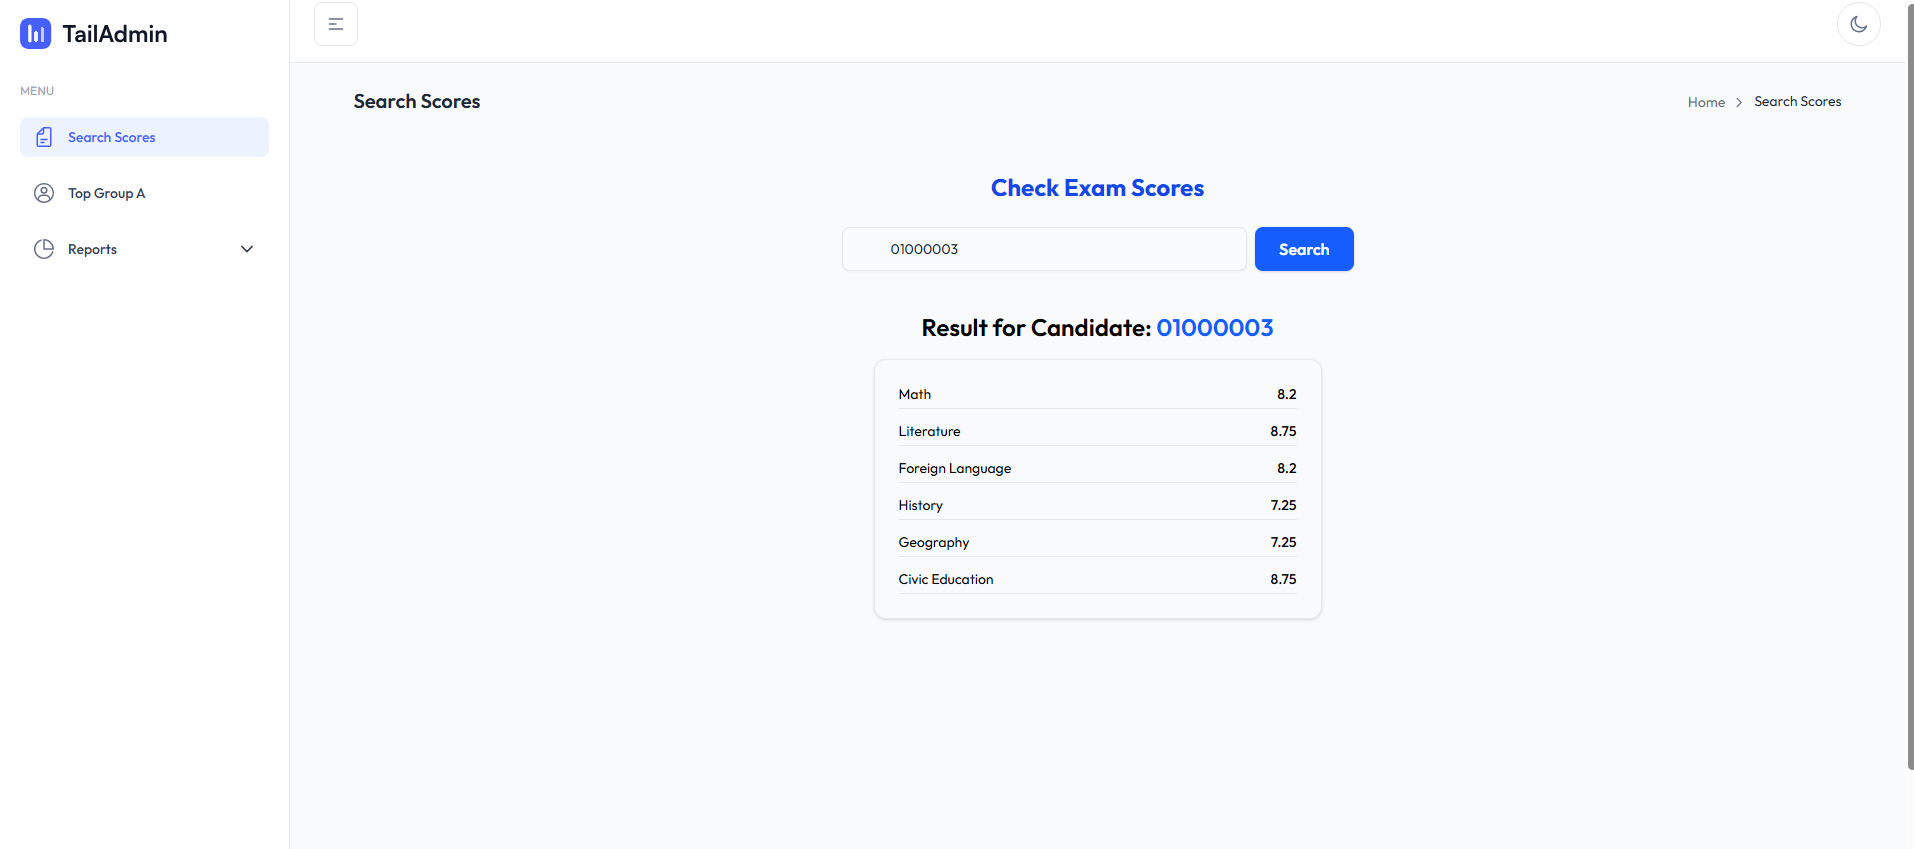 TailAdmin
MENU
Search Scores
Top Group A
Reports
Search Scores
Home > Search Scores
Check Exam Scores
01000003 Search
Result for Candidate: 01000003
Math 8.2
Literature 8.75
Foreign Language 8.2
History 7.25
Geography 7.25
Civic Education 8.75